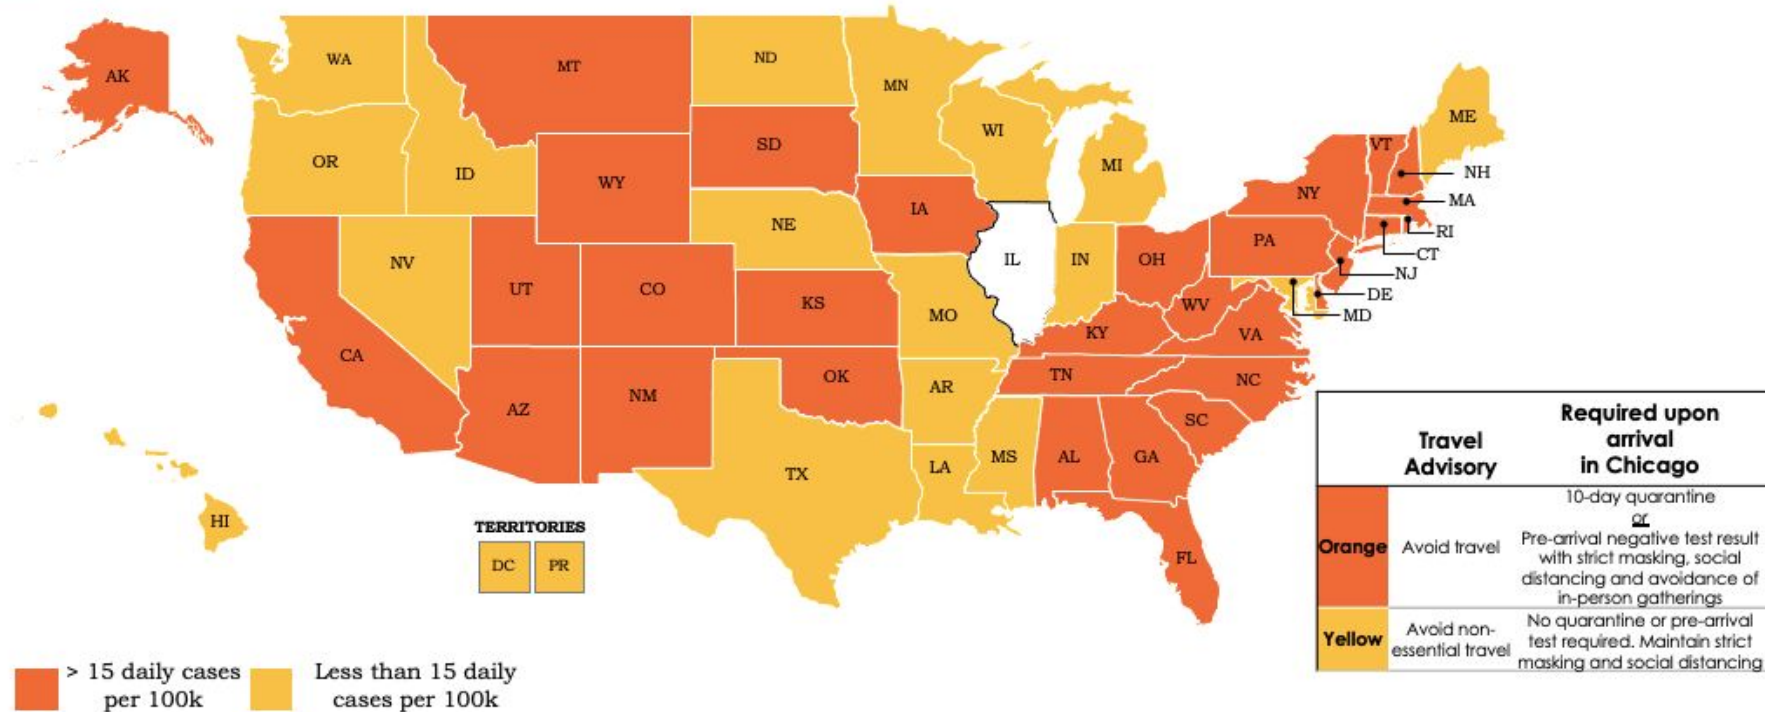 AK
WA
MT
ND
MN
WI
MI
ME
VT
NH
OR
ID
WY
SD
NY
MA
RI
CT
NJ
DE
MD
NE
IA
IL
IN
OH
PA
NV
UT
CO
KS
MO
KY
WV
VA
CA
AZ
NM
OK
AR
TN
NC
SC
TX
LA
MS
AL
GA
FL
HI
TERRITORIES
DC PR
> 15 daily cases
per 100k
Less than 15 daily
cases per 100k
Travel
Advisory
Required upon
arrival
in Chicago
Orange
Avoid travel
10-day quarantine
or
Pre-arrival negative test result
with strict masking, social
distancing and avoidance of
in-person gatherings
Yellow
Avoid non-
essential travel
No quarantine or pre-arrival
test required. Maintain strict
masking and social distancing